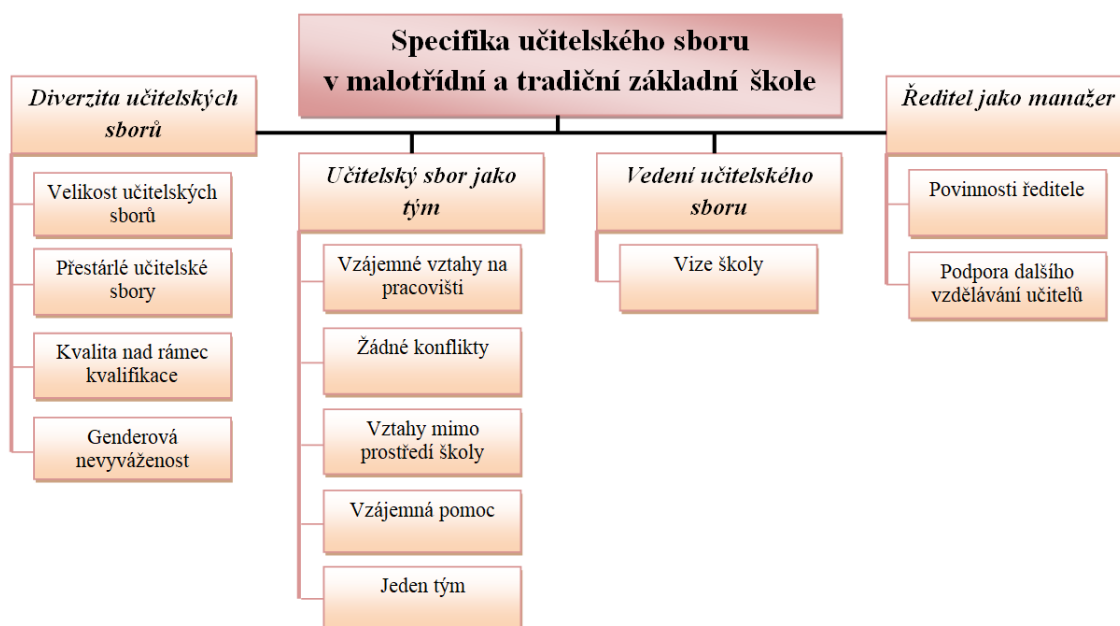 Specifika učitelského sboru
v malotřídní a tradiční základní škole
Diverzita učitelských
sborů
Velikost učitelských
sborů
Přestárlé učitelské
sbory
Kvalita nad rámec
kvalifikace
Genderová
nevyváženost
Učitelský sbor jako
tým
Vzájemné vztahy na
pracovišti
Žádné konflikty
Vztahy mimo
prostředí školy
Vzájemná pomoc
Jeden tým
Vedení učitelského
sboru
Vize školy
Ředitel jako manažer
Povinnosti ředitele
Podpora dalšího
vzdělávání učitelů